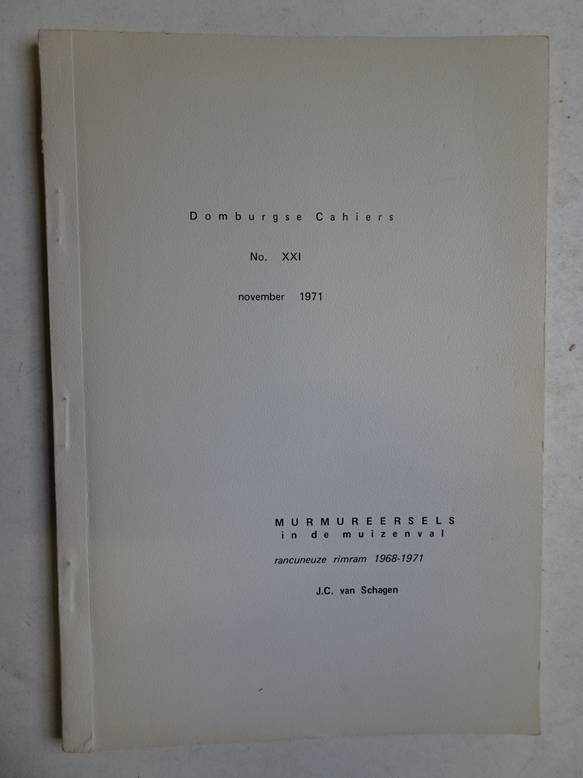 Domburgse Cahiers
No. XXI
november 1971
MURMUREERSELS
in de muizenval
rancuneuze rimram 1968-1971
J.C. van Schagen